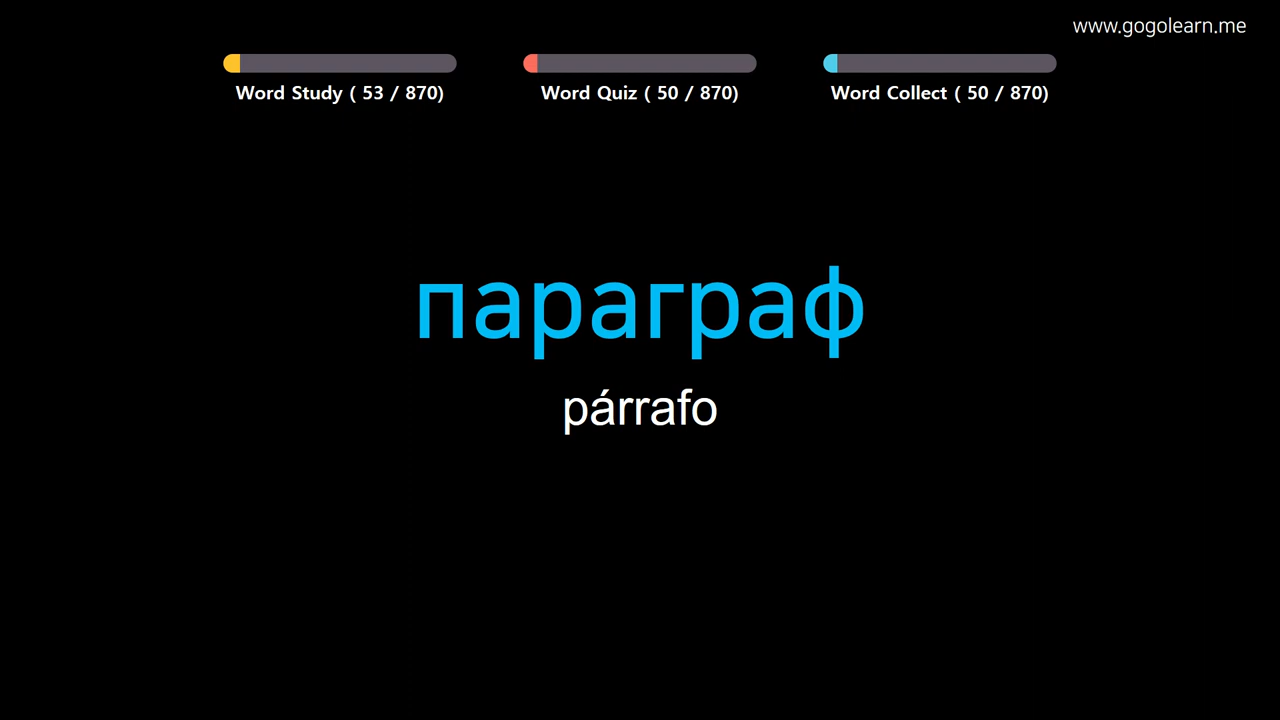 www.gogolearn.me
Word Study ( 53 / 870)
Word Quiz ( 50 / 870)
Word Collect ( 50 / 870)
параграф
párrafo